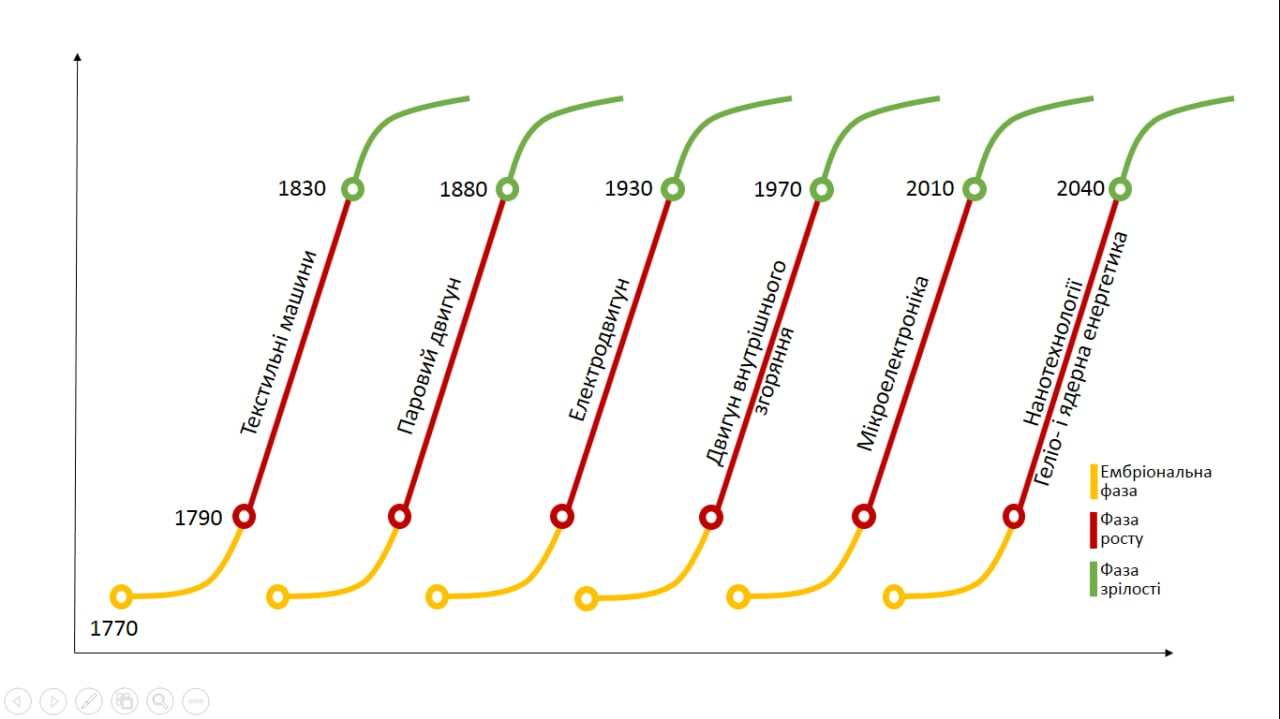 1830
1880
1930
1970
2010
2040
Текстильні машини
Паровий двигун
Електродвигун
Двигун внутрішнього
згоряння
Мікроелектроніка
Нанотехнології
Геліо- і ядерна енергетика
Ембріональна
фаза
1790
Фаза
росту
Фаза
зрілості
1770